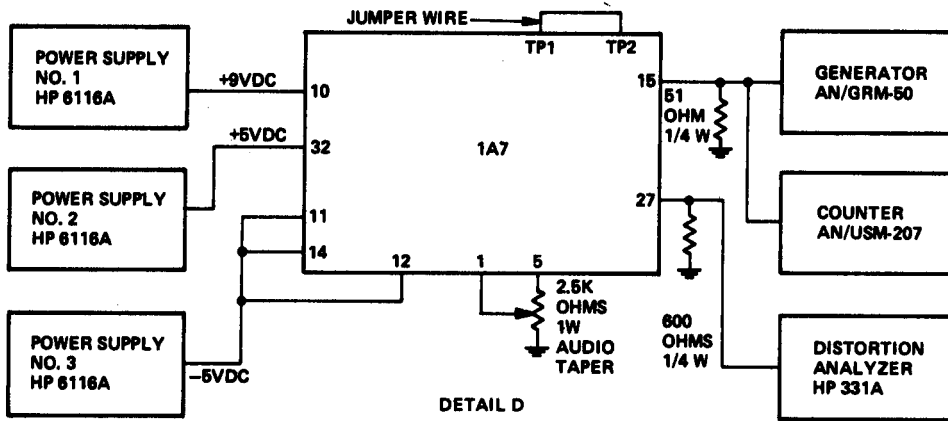 JUMPER WIRE
TP1 TP2
POWER SUPPLY
NO. 1
HP 6116A
+9VDC
10
+5VDC
32
POWER SUPPLY
NO. 2
HP 6116A
11
14
12
1
5
1A7
15
51
OHM
1/4 W
27
GENERATOR
AN/GRM-50
COUNTER
AN/USM-207
POWER SUPPLY
NO. 3
HP 6116A
-5VDC
2.5K
OHMS
1W
AUDIO
TAPER
600
OHMS
1/4 W
DISTORTION
ANALYZER
HP 331A
DETAIL D